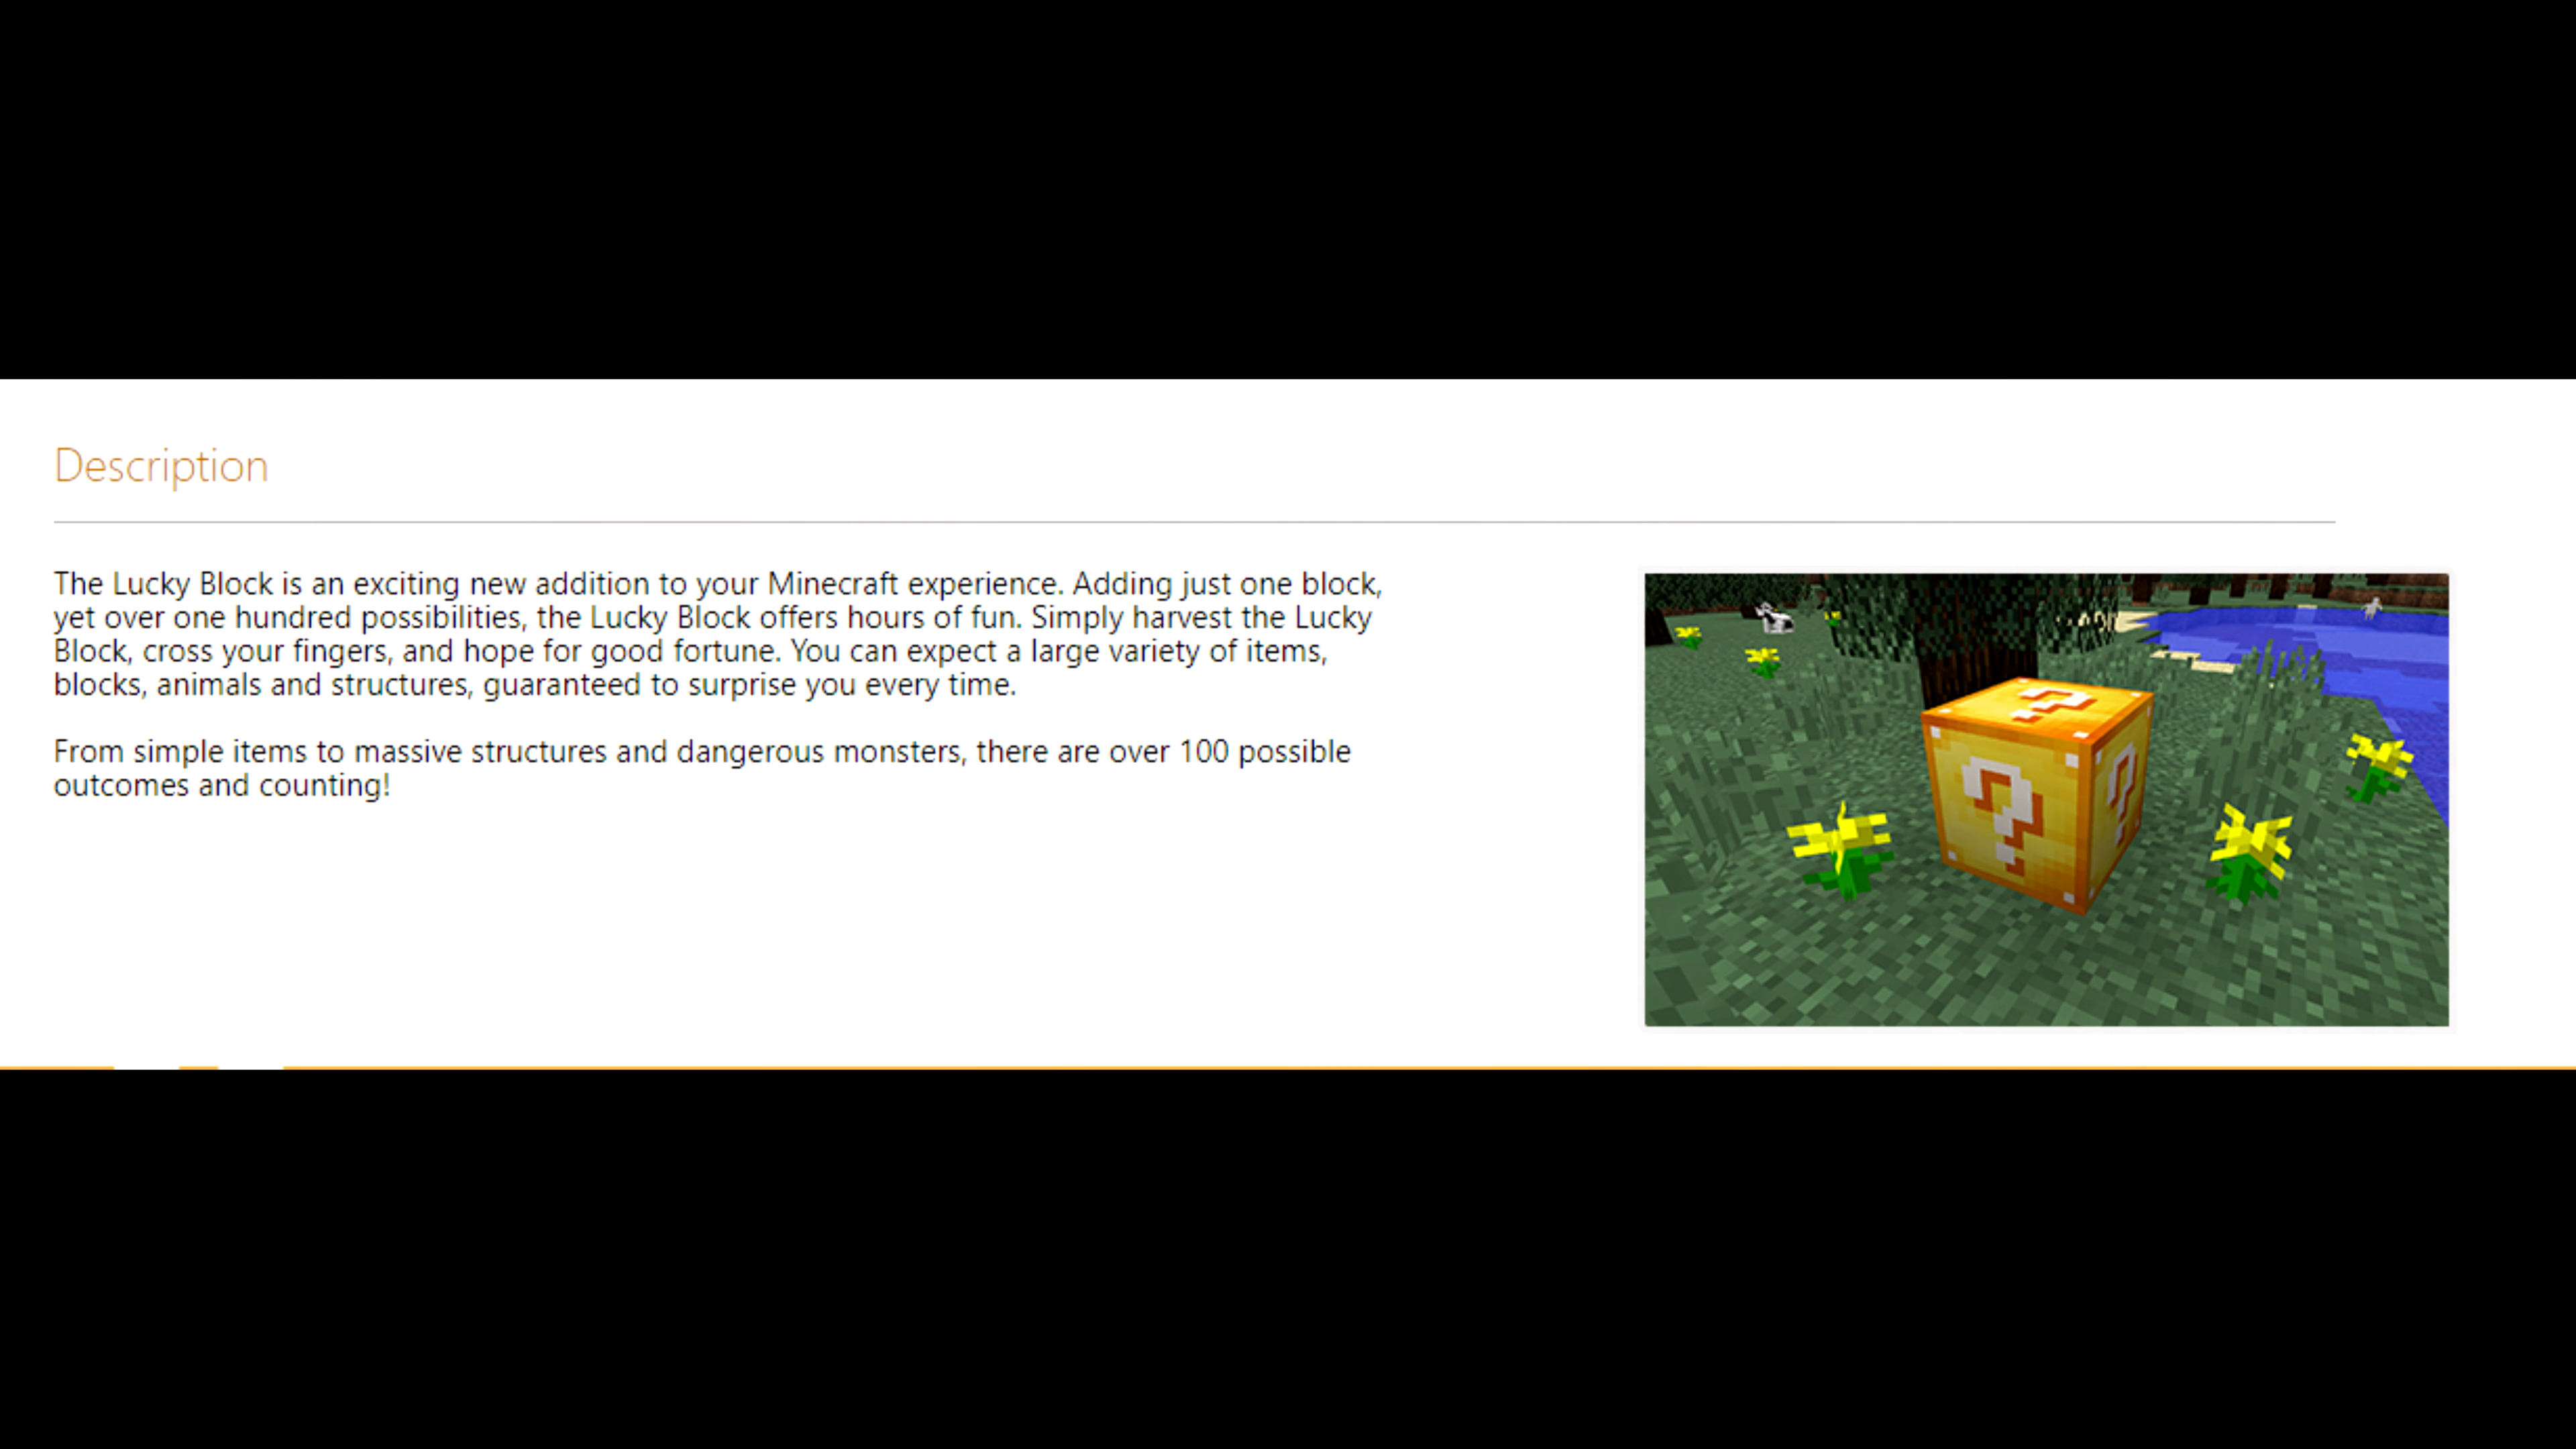 Description
The Lucky Block is an exciting new addition to your Minecraft experience. Adding just one block,
yet over one hundred possibilities, the Lucky Block offers hours of fun. Simply harvest the Lucky
Block, cross your fingers, and hope for good fortune. You can expect a large variety of items,
blocks, animals and structures, guaranteed to surprise you every time.
From simple items to massive structures and dangerous monsters, there are over 100 possible
outcomes and counting!
?
?
?